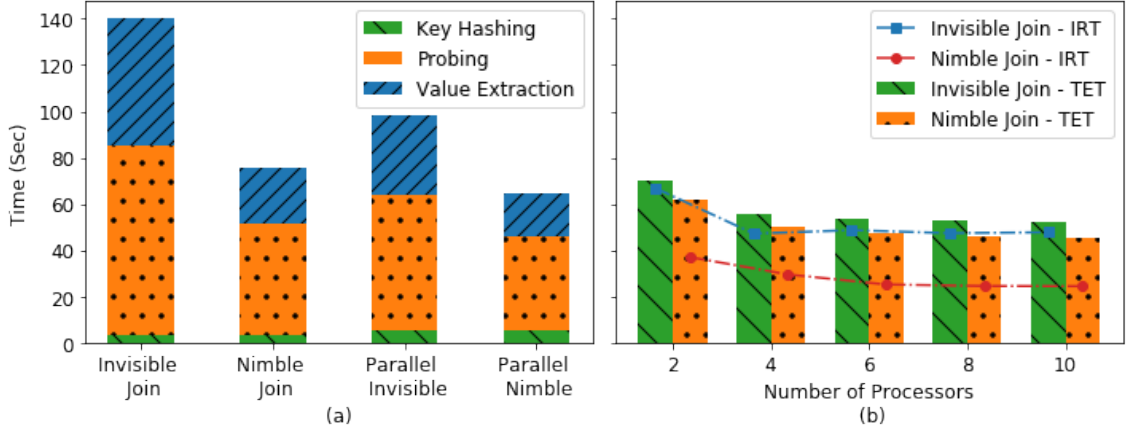 Time (Sec)
140
120
100
80
60
40
20
0
Key Hashing
Probing
Value Extraction
Invisible Join
Nimble Join
Parallel Invisible
Parallel Nimble
(a)
Invisible Join - IRT
Nimble Join - IRT
Invisible Join - TET
Nimble Join - TET
2 4 6 8 10
Number of Processors
(b)